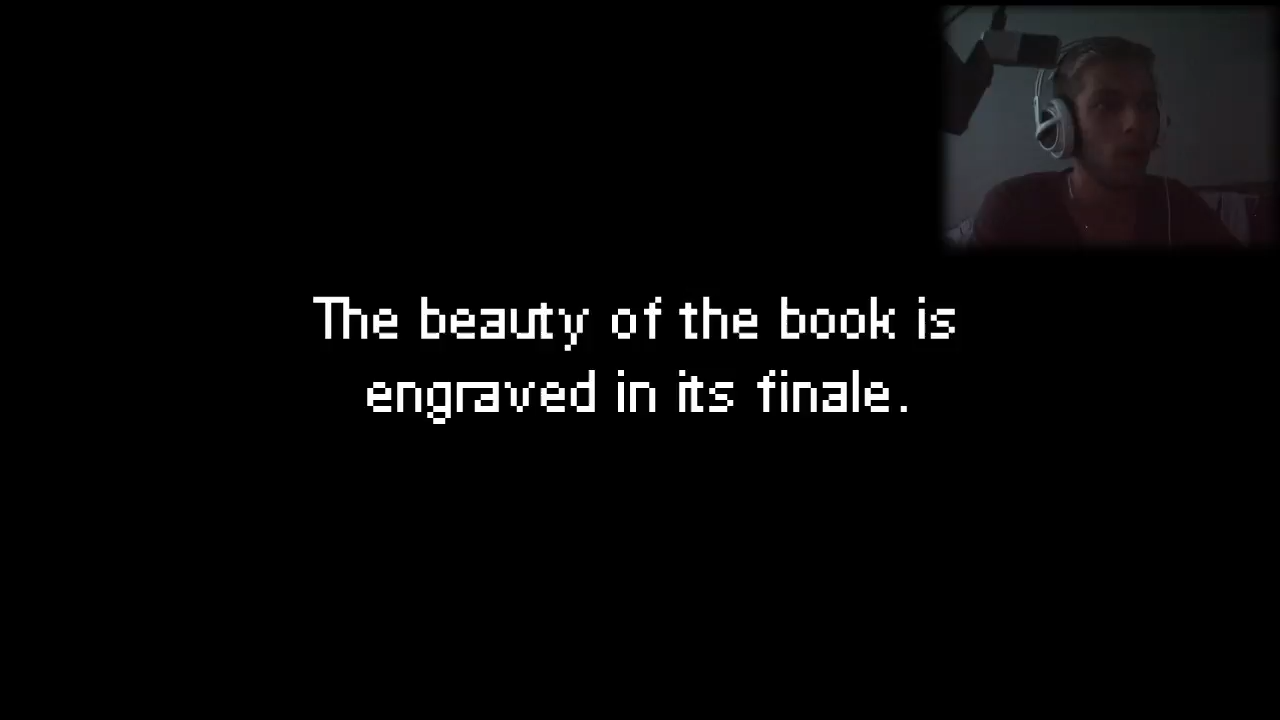 The beauty of the book is
engraved in its finale.